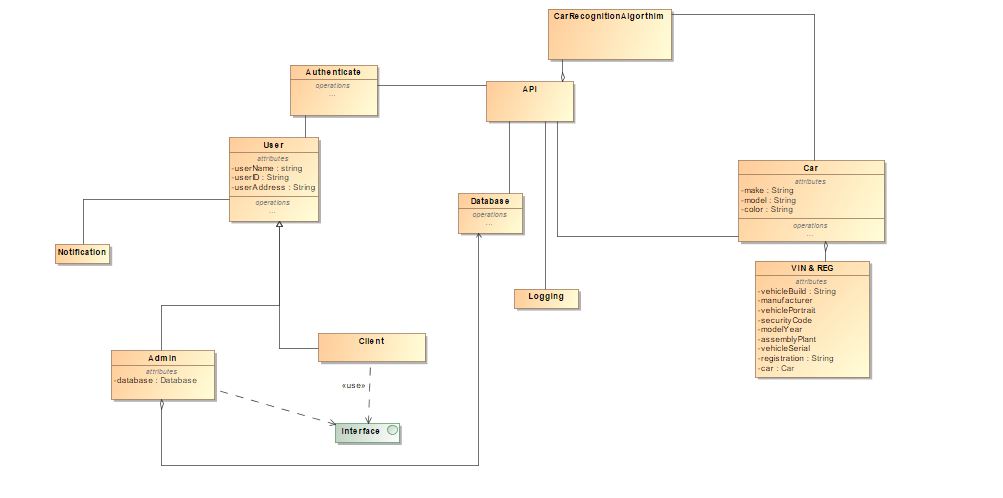 CarRecognitionAlgorthim
Authenticate
operations
...
API
User
attributes
-userName : string
-userID : String
-userAddress : String
operations
...
Car
attributes
-make : String
-model : String
-color : String
operations
...
Database
operations
...
Notification
VIN & REG
attributes
-vehicleBuild : String
-manufacturer
-vehiclePortrait
-securityCode
-modelYear
-assemblyPlant
-vehicleSerial
-registration : String
-car : Car
Logging
Client
Admin
attributes
-database : Database
«use»
Interface